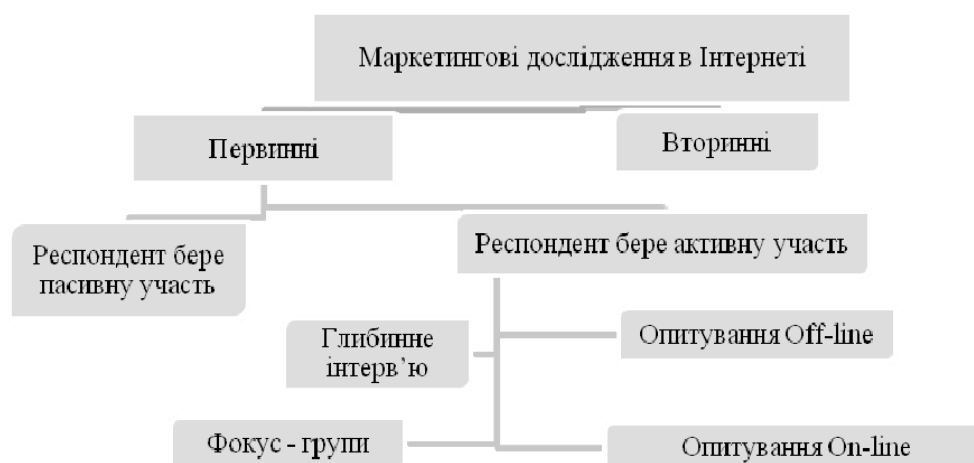 Маркетингові дослідження в Інтернеті
Первинні
Вторинні
Респондент бере
пасивну участь
Респондент бере активну участь
Глибинне
інтерв’ю
Опитування Off-line
Фокус - групи
Опитування On-line